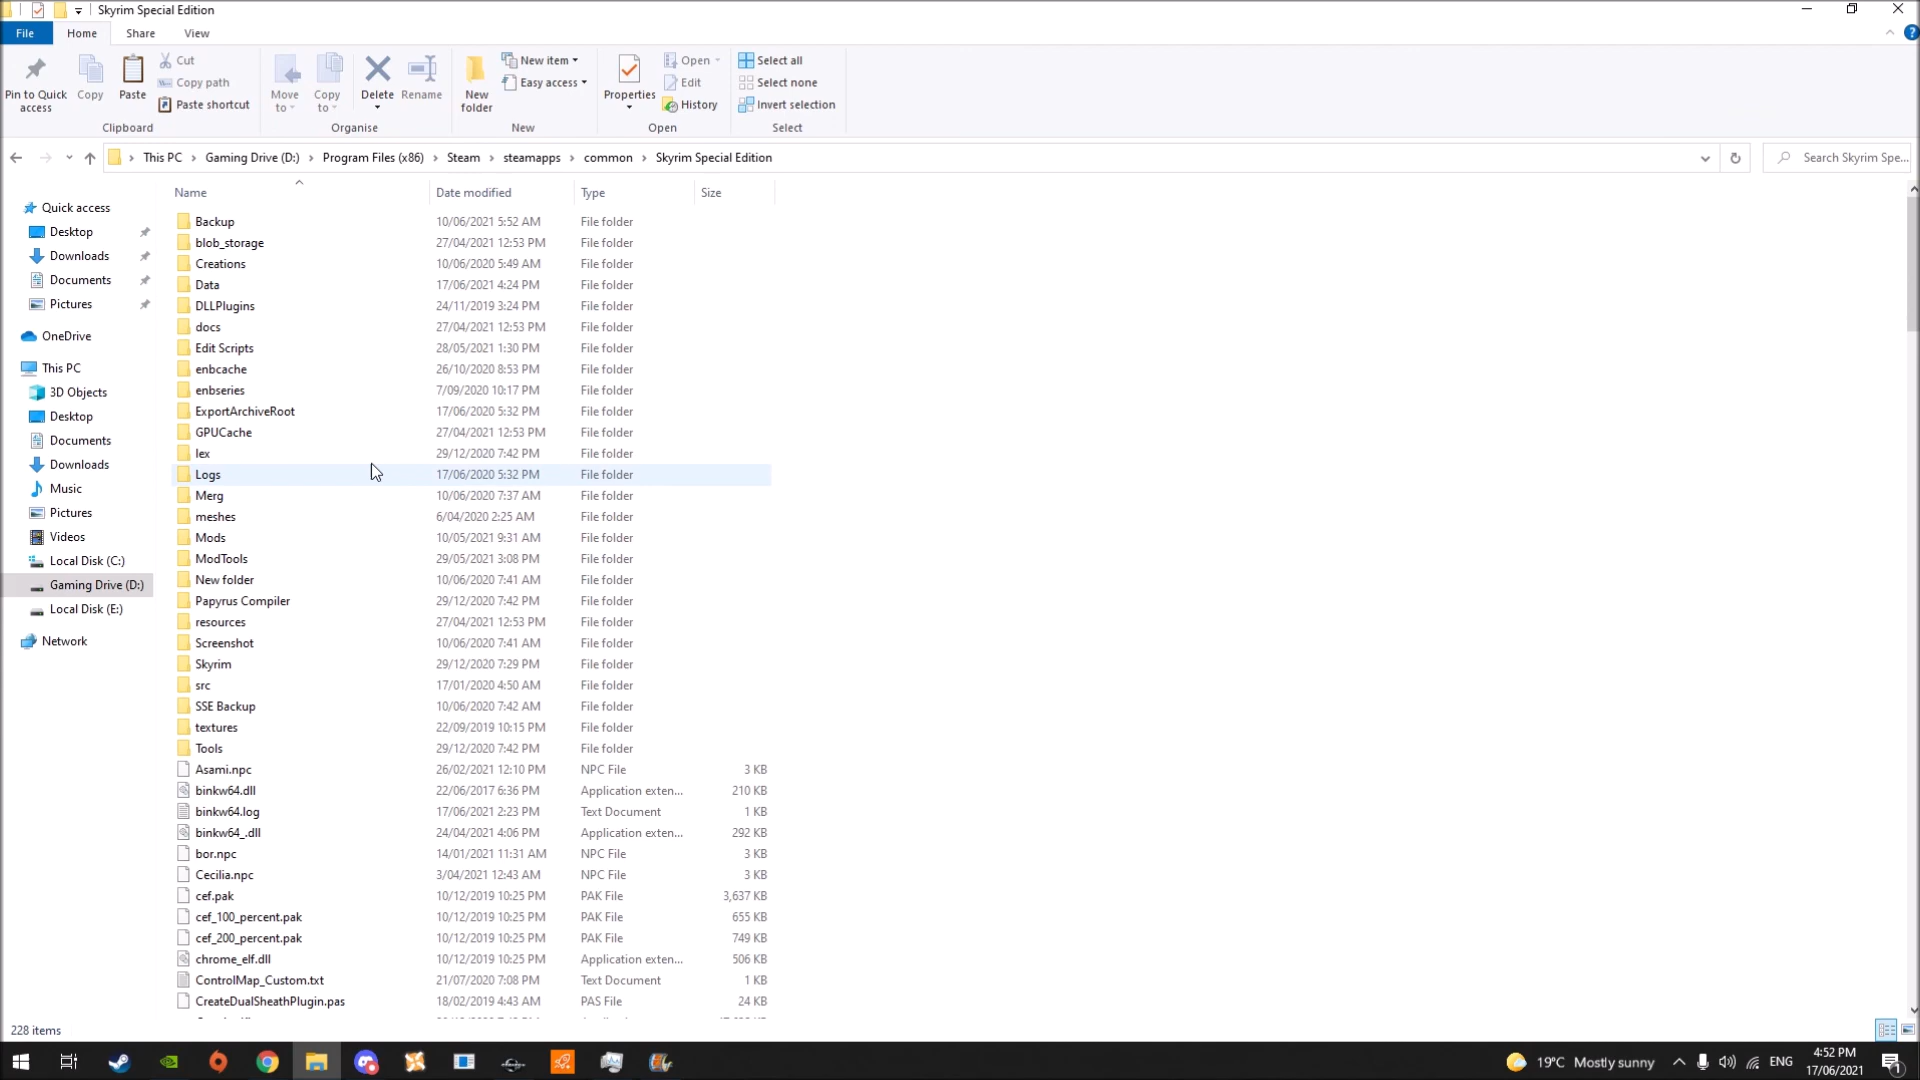 Skyrim Special Edition
File Home Share View
Pin to Quick access
Copy
Paste
Cut
Copy path
Paste shortcut
Clipboard
Move to
Copy to
Delete
Rename
Organise
New folder
New item
Easy access
New
Properties
Open
Edit
History
Open
Select all
Select none
Invert selection
Select
This PC > Gaming Drive (D:) > Program Files (x86) > Steam > steamapps > common > Skyrim Special Edition
Search Skyrim Spe...
Quick access
Desktop
Downloads
Documents
Pictures
OneDrive
This PC
3D Objects
Desktop
Documents
Downloads
Music
Pictures
Videos
Local Disk (C:)
Gaming Drive (D:)
Local Disk (E:)
Network
Name Date modified Type Size
Backup 10/06/2021 5:52 AM File folder
blob_storage 27/04/2021 12:53 PM File folder
Creations 10/06/2020 5:49 AM File folder
Data 17/06/2021 4:24 PM File folder
DLLPlugins 24/11/2019 3:24 PM File folder
docs 27/04/2021 12:53 PM File folder
Edit Scripts 28/05/2021 1:30 PM File folder
enbcache 26/10/2020 8:53 PM File folder
enbseries 7/09/2020 10:17 PM File folder
ExportArchiveRoot 17/06/2020 5:32 PM File folder
GPUCache 27/04/2021 12:53 PM File folder
lex 29/12/2020 7:42 PM File folder
Logs 17/06/2020 5:32 PM File folder
Merg 10/06/2020 7:37 AM File folder
meshes 6/04/2020 2:25 AM File folder
Mods 10/05/2021 9:31 AM File folder
ModTools 29/05/2021 3:08 PM File folder
New folder 10/06/2020 7:41 AM File folder
Papyrus Compiler 29/12/2020 7:42 PM File folder
resources 27/04/2021 12:53 PM File folder
Screenshot 10/06/2020 7:41 AM File folder
Skyrim 29/12/2020 7:29 PM File folder
src 17/01/2020 4:50 AM File folder
SSE Backup 10/06/2020 7:42 AM File folder
textures 22/09/2019 10:15 PM File folder
Tools 29/12/2020 7:42 PM File folder
Asami.npc 26/02/2021 12:10 PM NPC File 3 KB
binkw64.dll 22/06/2017 6:36 PM Application exten... 210 KB
binkw64.log 17/06/2021 2:23 PM Text Document 1 KB
binkw64_.dll 24/04/2021 4:06 PM Application exten... 292 KB
bor.npc 14/01/2021 11:31 AM NPC File 3 KB
Cecilia.npc 3/04/2021 12:43 AM NPC File 3 KB
cef.pak 10/12/2019 10:25 PM PAK File 3,637 KB
cef_100_percent.pak 10/12/2019 10:25 PM PAK File 655 KB
cef_200_percent.pak 10/12/2019 10:25 PM PAK File 749 KB
chrome_elf.dll 10/12/2019 10:25 PM Application exten... 506 KB
ControlMap_Custom.txt 21/07/2020 7:08 PM Text Document 1 KB
CreateDualSheathPlugin.pas 18/02/2019 4:43 AM PAS File 24 KB
228 items
19°C Mostly sunny ENG 4:52 PM
17/06/2021
1